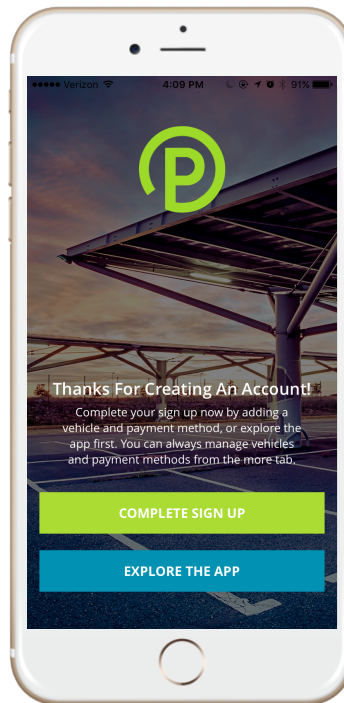 Verizon 4:09 PM 91%
P
Thanks For Creating An Account!
Complete your sign up now by adding a
vehicle and payment method, or explore the
app first. You can always manage vehicles
and payment methods from the more tab.
COMPLETE SIGN UP
EXPLORE THE APP